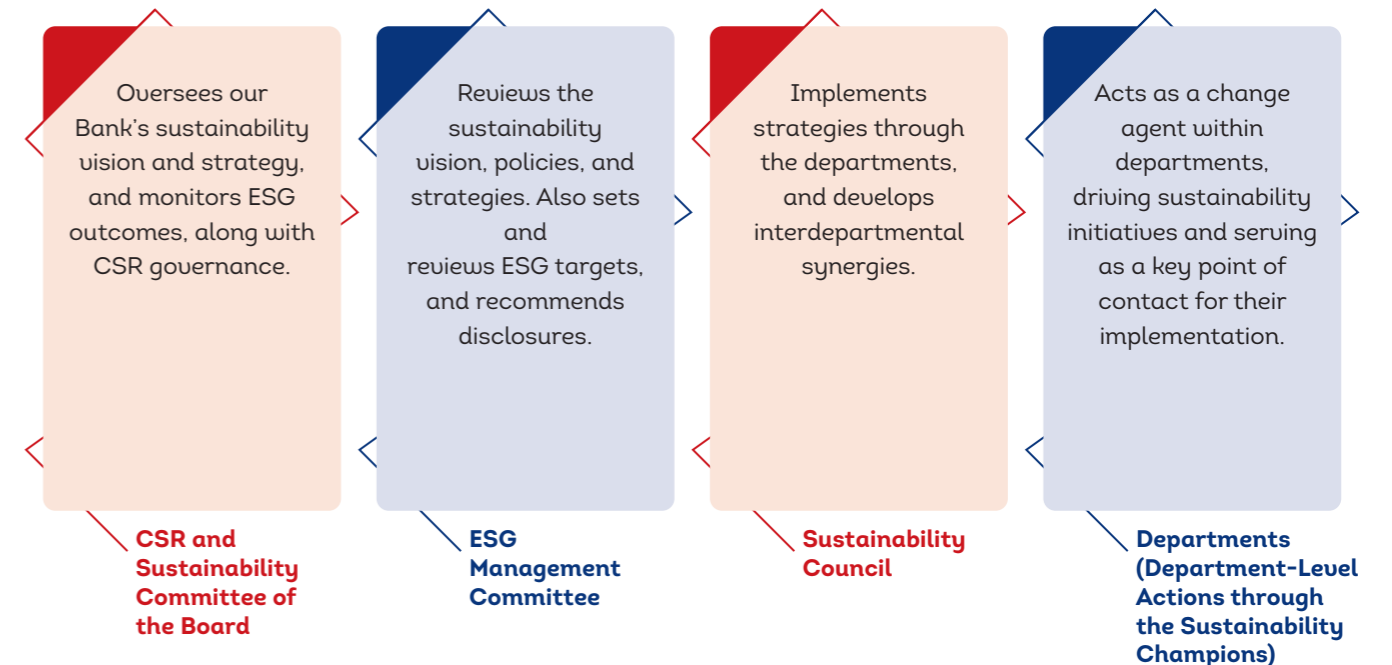 Oversees our
Bank's sustainability
vision and strategy,
and monitors ESG
outcomes, along with
CSR governance.
CSR and
Sustainability
Committee of
the Board
Reviews the
sustainability
vision, policies, and
strategies. Also sets
and
reviews ESG targets,
and recommends
disclosures.
ESG
Management
Committee
Implements
strategies through
the departments,
and develops
interdepartmental
synergies.
Sustainability
Council
Acts as a change
agent within
departments,
driving sustainability
initiatives and serving
as a key point of
contact for their
implementation.
Departments
(Department-Level
Actions through
the Sustainability
Champions)